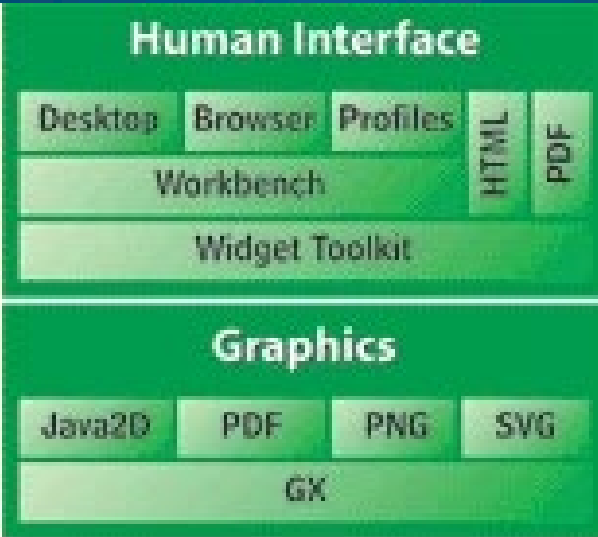 Human Interface
Desktop Browser Profiles HTML PDF
Workbench
Widget Toolkit
Graphics
Java2D PDF PNG SVG
GX